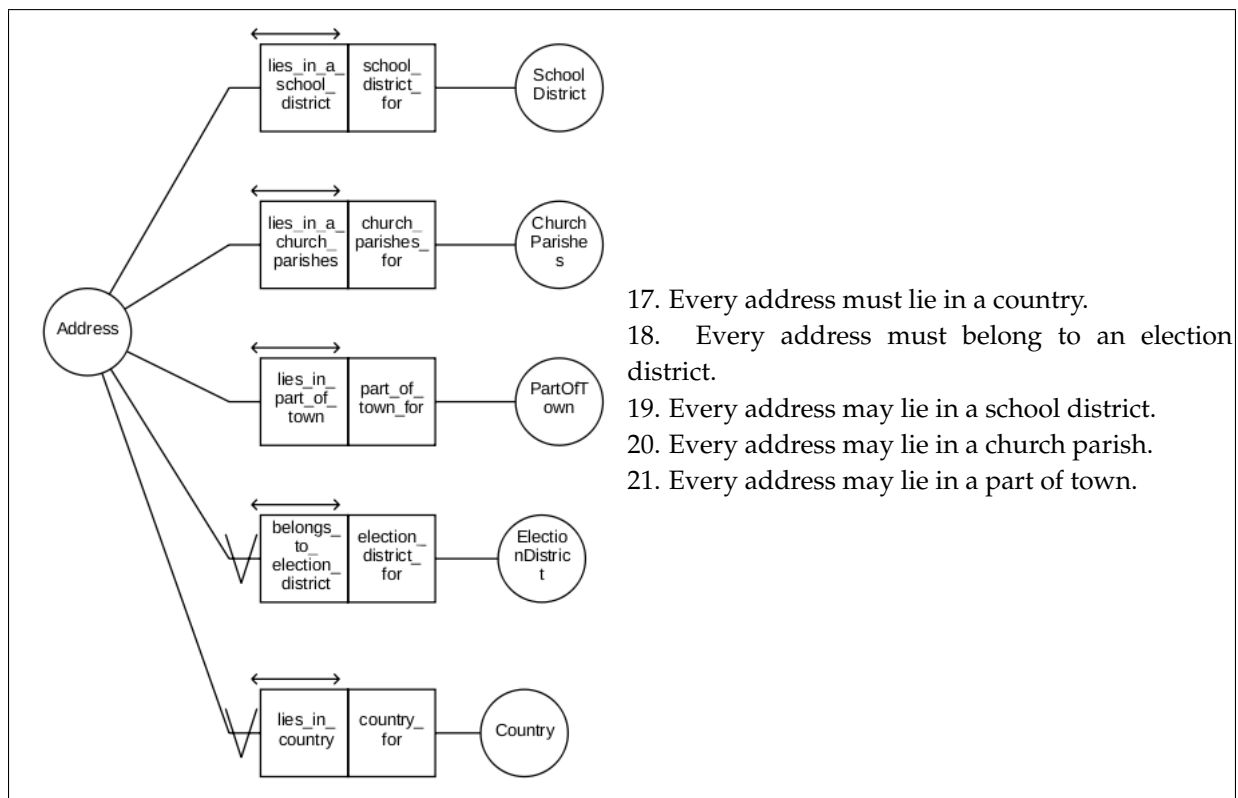 lies_in_a_
school_
district
school_
district_
for
School
District
lies_in_a_
church_
parishes
church_
parishes_
for
Church
Parishe
s
Address
lies_in_
part_of_
town
part_of_
town_for
PartOfT
own
belongs_
to_
election_
district
election_
district_
for
Electio
nDistric
t
lies_in_
country
country_
for
Country
17. Every address must lie in a country.
18. Every address must belong to an election
district.
19. Every address may lie in a school district.
20. Every address may lie in a church parish.
21. Every address may lie in a part of town.